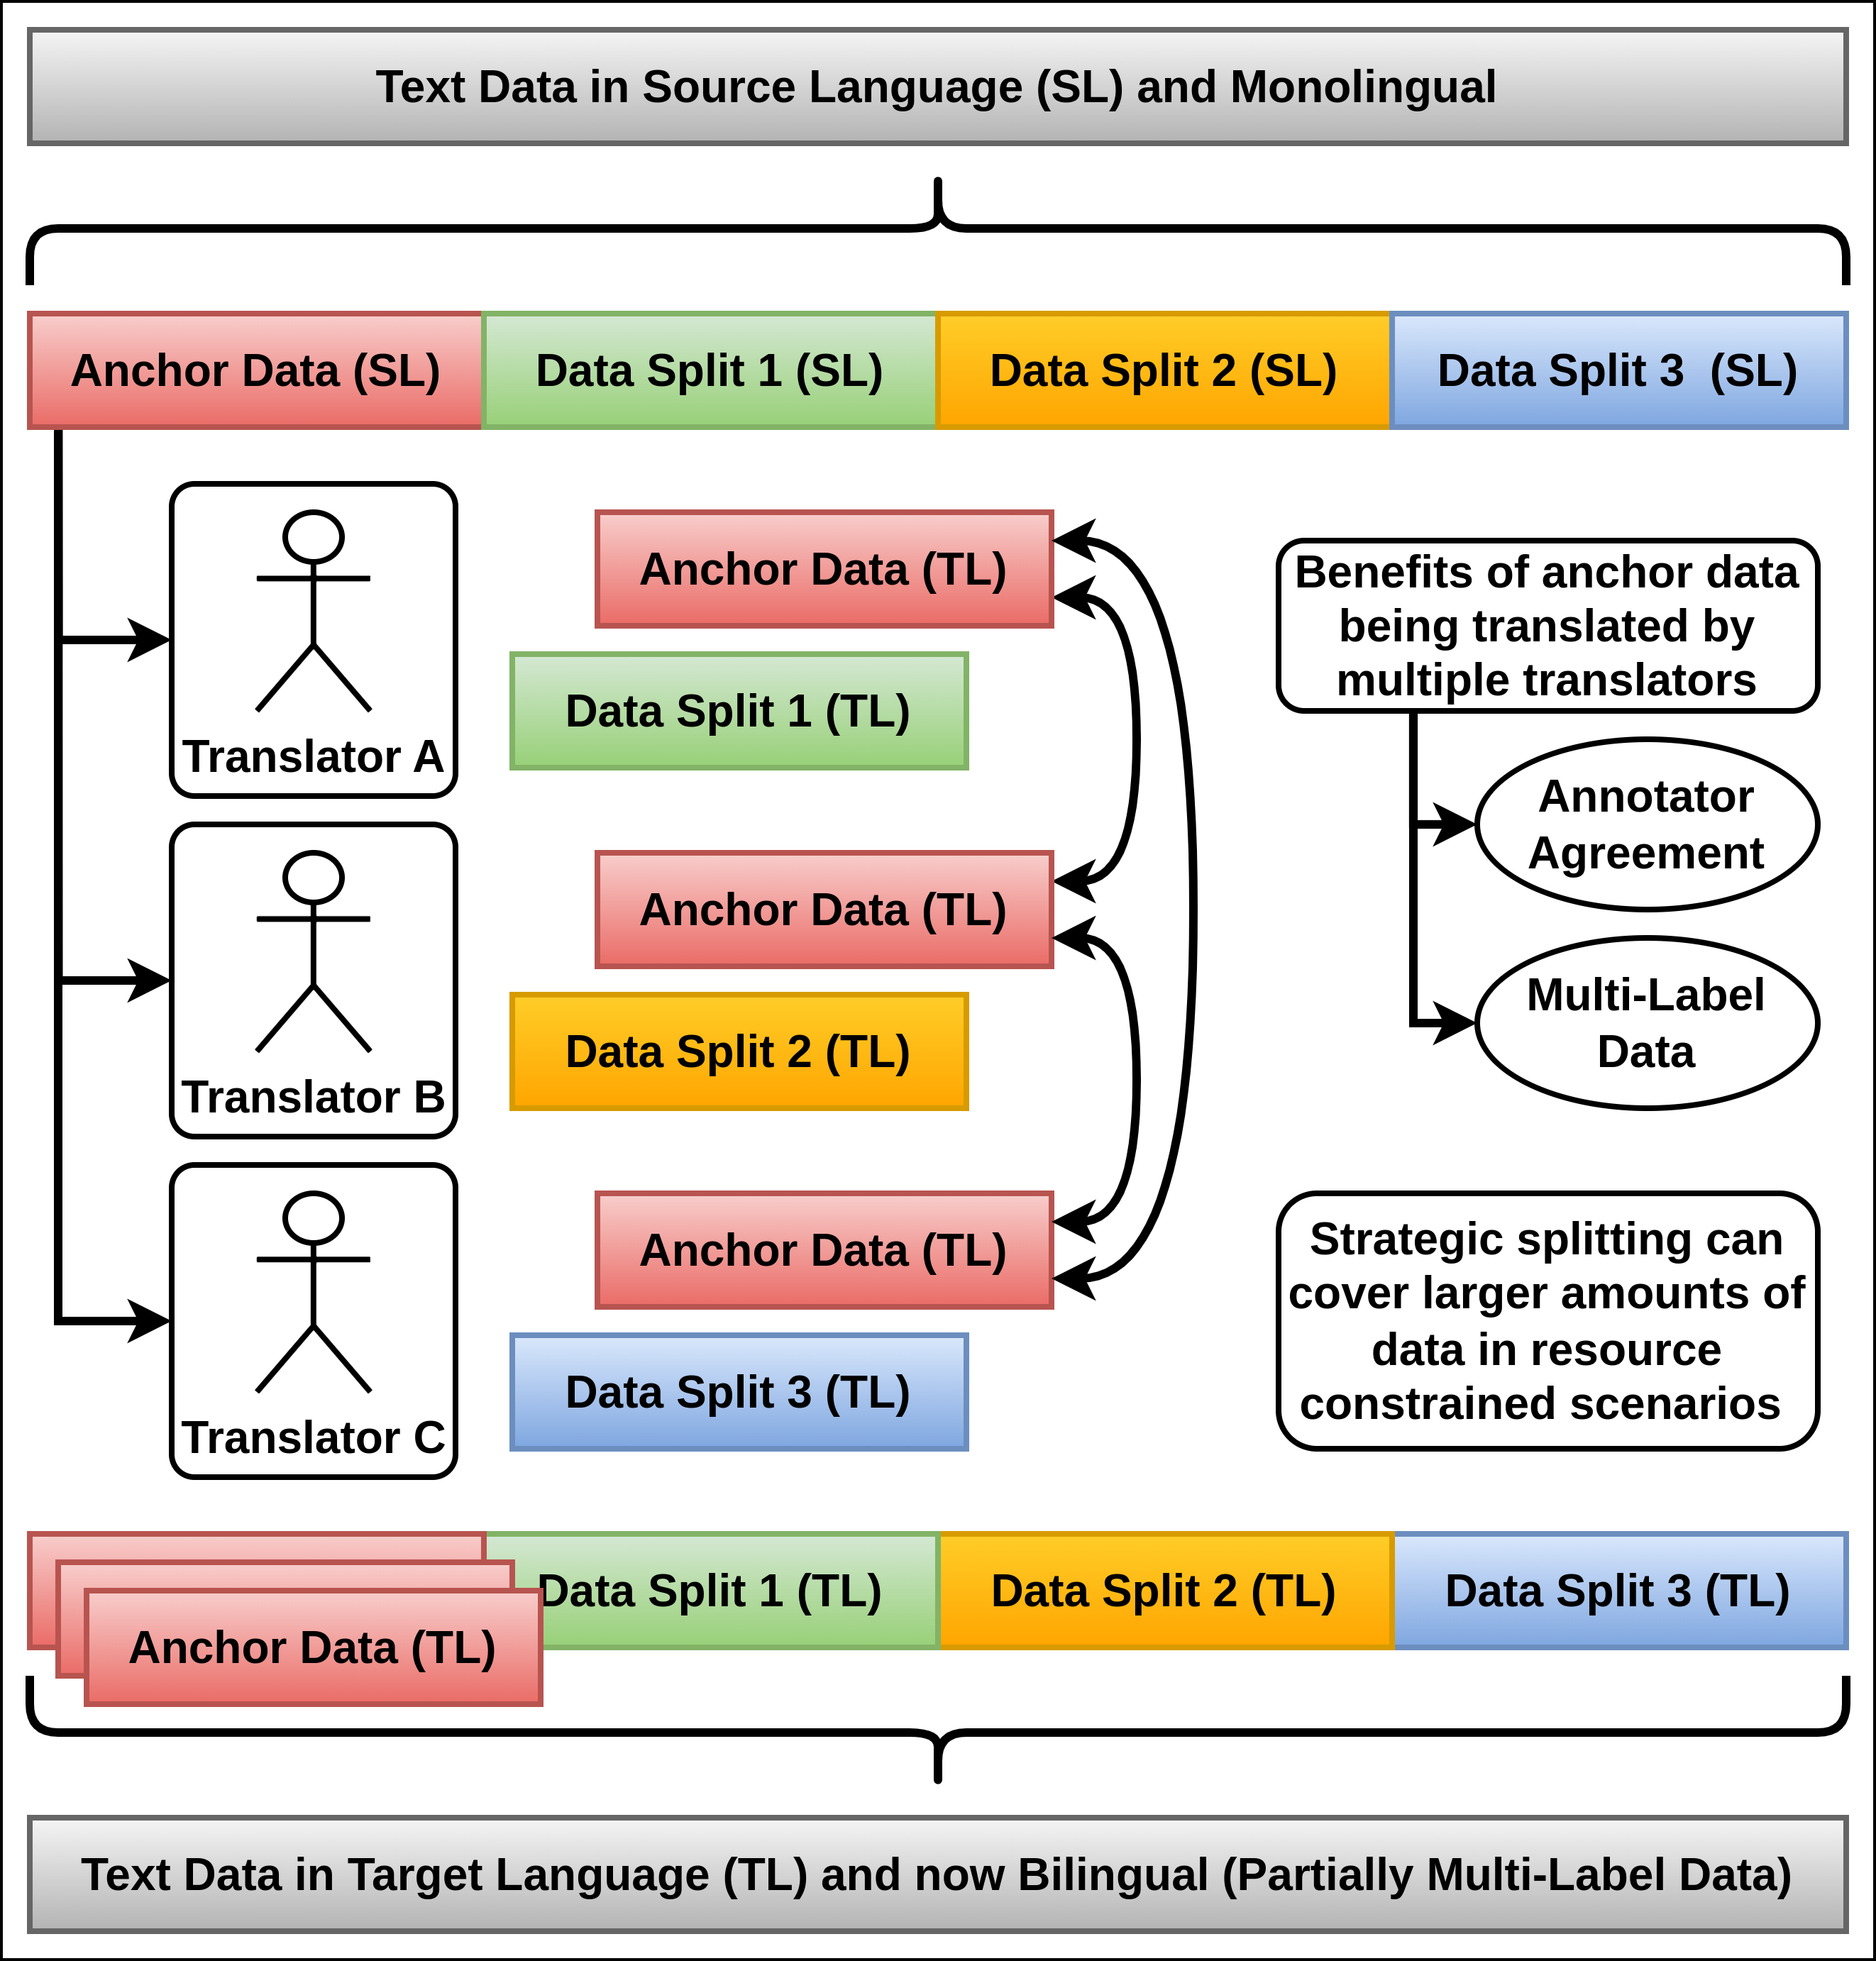 Text Data in Source Language (SL) and Monolingual
Anchor Data (SL)
Data Split 1 (SL)
Data Split 2 (SL)
Data Split 3 (SL)
Translator A
Anchor Data (TL)
Data Split 1 (TL)
Translator B
Anchor Data (TL)
Data Split 2 (TL)
Translator C
Anchor Data (TL)
Data Split 3 (TL)
Benefits of anchor data
being translated by
multiple translators
Annotator
Agreement
Multi-Label
Data
Strategic splitting can
cover larger amounts of
data in resource
constrained scenarios
Anchor Data (TL)
Data Split 1 (TL)
Data Split 2 (TL)
Data Split 3 (TL)
Text Data in Target Language (TL) and now Bilingual (Partially Multi-Label Data)